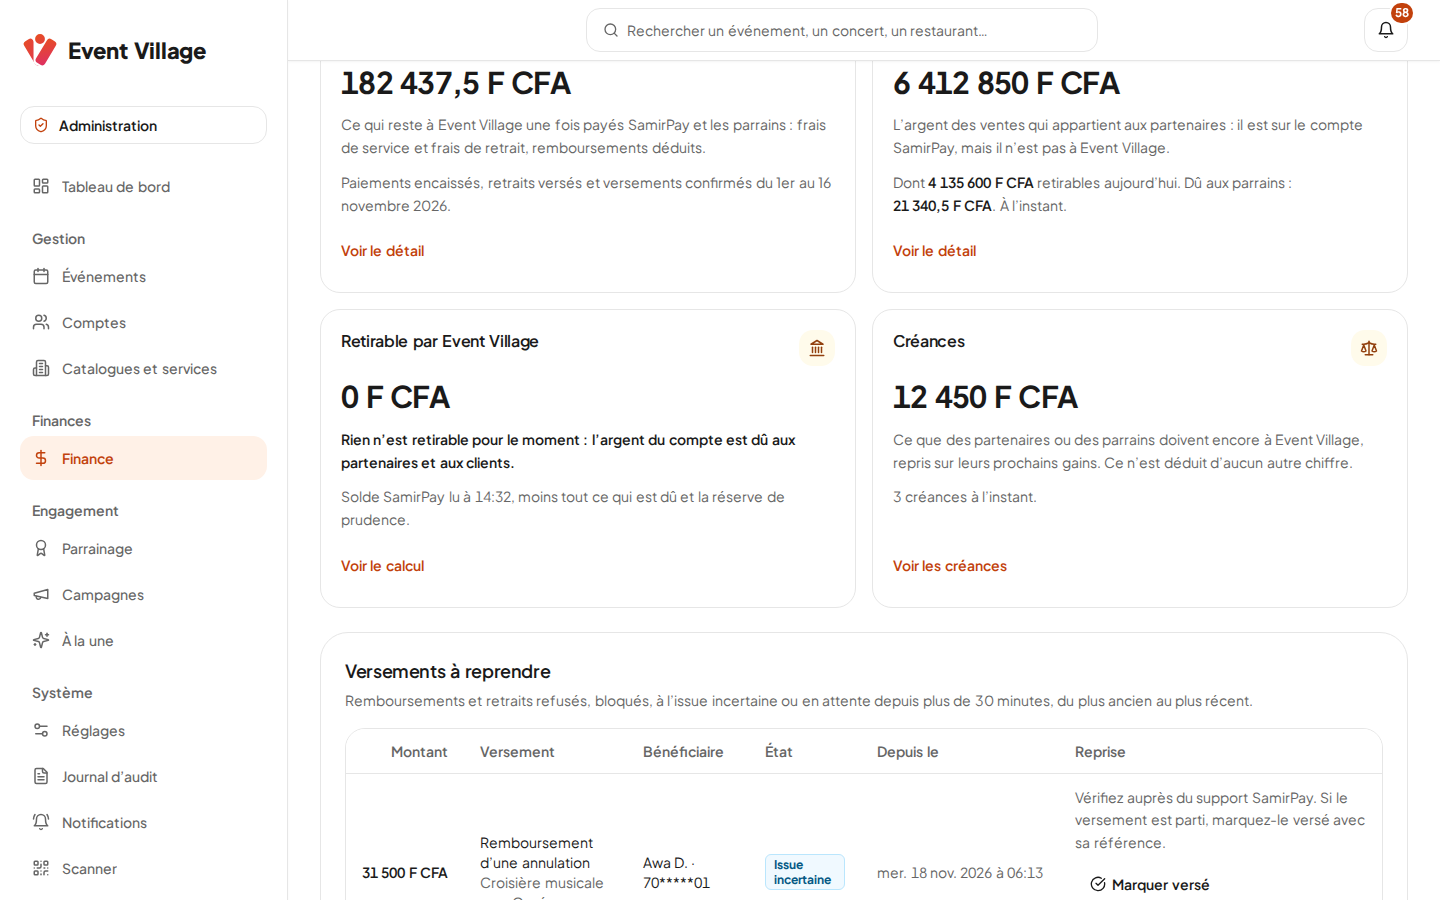 Event Village
Rechercher un événement, un concert, un restaurant...
58
Administration
Tableau de bord
Gestion
Événements
Comptes
Catalogues et services
Finances
Finance
Engagement
Parrainage
Campagnes
À la une
Système
Réglages
Journal d'audit
Notifications
Scanner
182 437,5 F CFA
Ce qui reste à Event Village une fois payés SamirPay et les parrains : frais
de service et frais de retrait, remboursements déduits.
Paiements encaissés, retraits versés et versements confirmés du 1er au 16
novembre 2026.
Voir le détail
6 412 850 F CFA
L'argent des ventes qui appartient aux partenaires : il est sur le compte
SamirPay, mais il n'est pas à Event Village.
Dont 4 135 600 F CFA retirables aujourd'hui. Dû aux parrains :
21 340,5 F CFA. À l'instant.
Voir le détail
Retirable par Event Village
0 F CFA
Rien n'est retirable pour le moment : l'argent du compte est dû aux
partenaires et aux clients.
Solde SamirPay lu à 14:32, moins tout ce qui est dû et la réserve de
prudence.
Voir le calcul
Créances
12 450 F CFA
Ce que des partenaires ou des parrains doivent encore à Event Village,
repris sur leurs prochains gains. Ce n'est déduit d'aucun autre chiffre.
3 créances à l'instant.
Voir les créances
Versements à reprendre
Remboursements et retraits refusés, bloqués, à l'issue incertaine ou en attente depuis plus de 30 minutes, du plus ancien au plus récent.
Montant Versement Bénéficiaire État Depuis le Reprise
31 500 F CFA
Remboursement
d'une annulation
Croisière musicale
Awa D. ·
70*****01
Issue
incertaine
mer. 18 nov. 2026 à 06:13
Vérifiez auprès du support SamirPay. Si le
versement est parti, marquez-le versé avec
sa référence.
Marquer versé